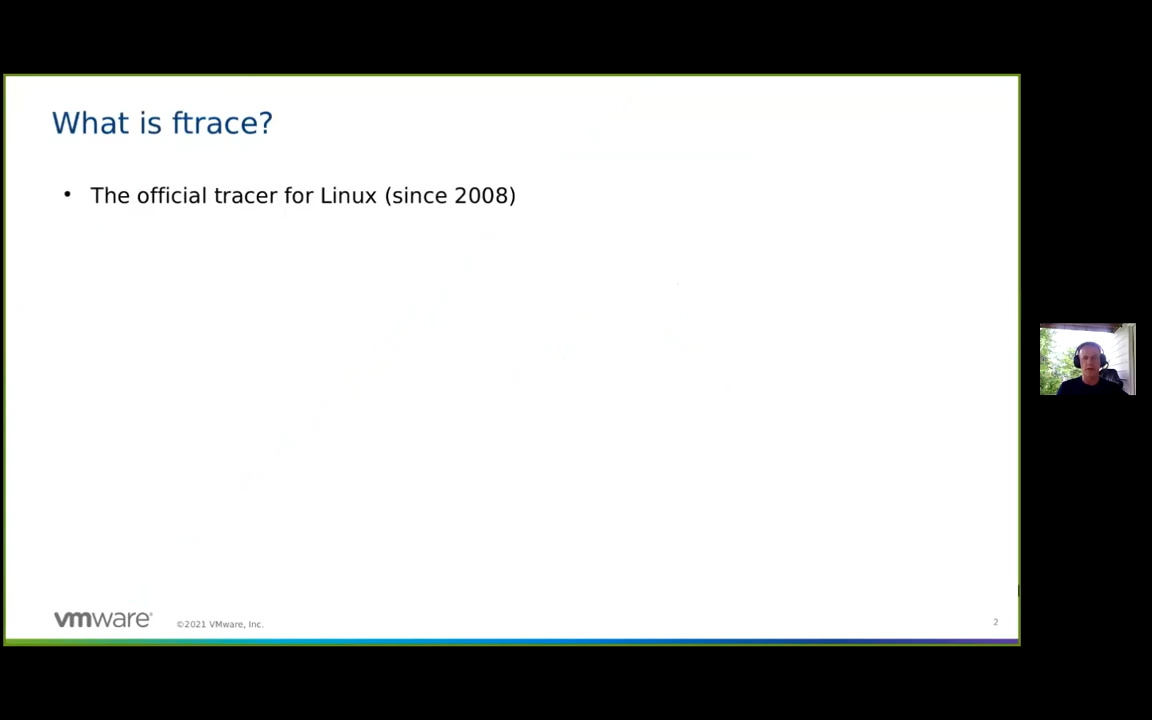 What is ftrace?
• The official tracer for Linux (since 2008)
vmware®
©2021 VMware, Inc.
2